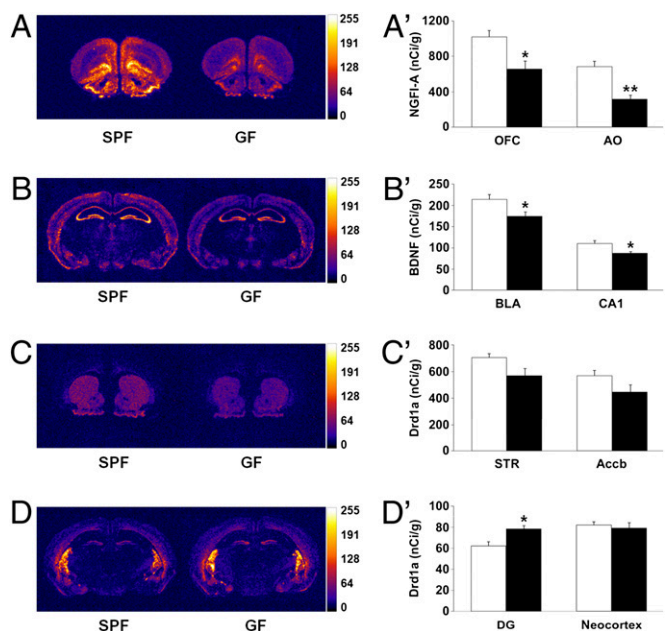 A
255
191
128
64
0
SPF
GF
A'
NGFI-A (nCi/g)
1200
800
400
0
*
**
OFC
AO
B
255
191
128
64
0
SPF
GF
B'
BDNF (nCi/g)
250
200
150
100
50
0
*
*
BLA
CA1
C
255
191
128
64
0
SPF
GF
C'
Drd1a (nCi/g)
800
600
400
200
0
STR
Accb
D
255
191
128
64
0
SPF
GF
D'
Drd1a (nCi/g)
100
80
60
40
20
0
*
DG
Neocortex